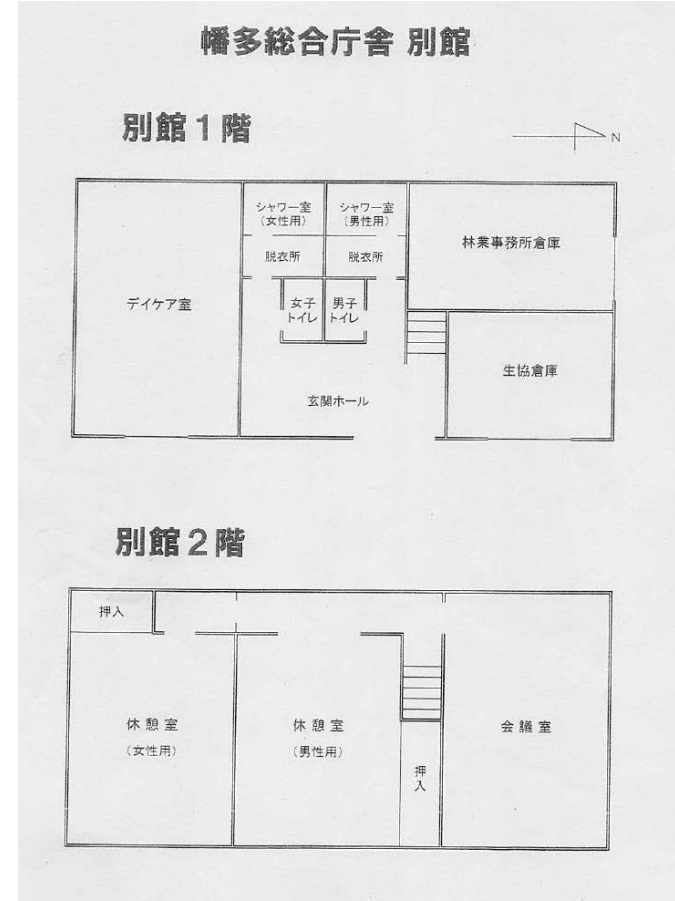 幡多総合庁舎 別館
別館１階
N
シャワー室
（女性用）
シャワー室
（男性用）
林業事務所倉庫
脱衣所
脱衣所
デイケア室
女子
トイレ
男子
トイレ
生協倉庫
玄関ホール
別館２階
押入
休憩室
（女性用）
休憩室
（男性用）
会議室
押
入